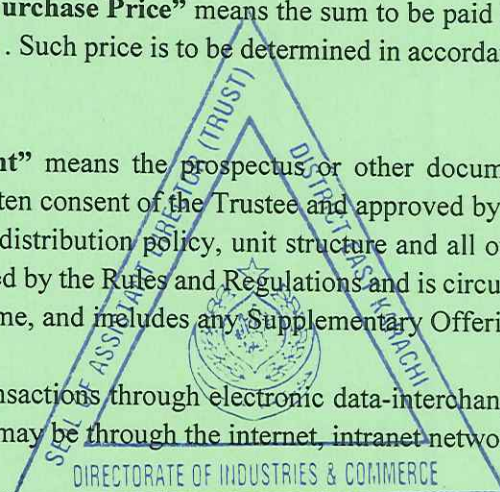 urchase Price” means the sum to be paid
. Such price is to be determined in accorda
nt” means the prospectus or other docum
ten consent of the Trustee and approved by
distribution policy, unit structure and all o
ed by the Rules and Regulations and is circu
me, and includes any Supplementary Offeri
nsactions through electronic data-interchan
may be through the internet, intranet netwo
SEEL OF ASSISTANT DIRECTOR (TRUST)
DISTRICT EAST KARACHI
DIRECTORATE OF INDUSTRIES & COMMERCE